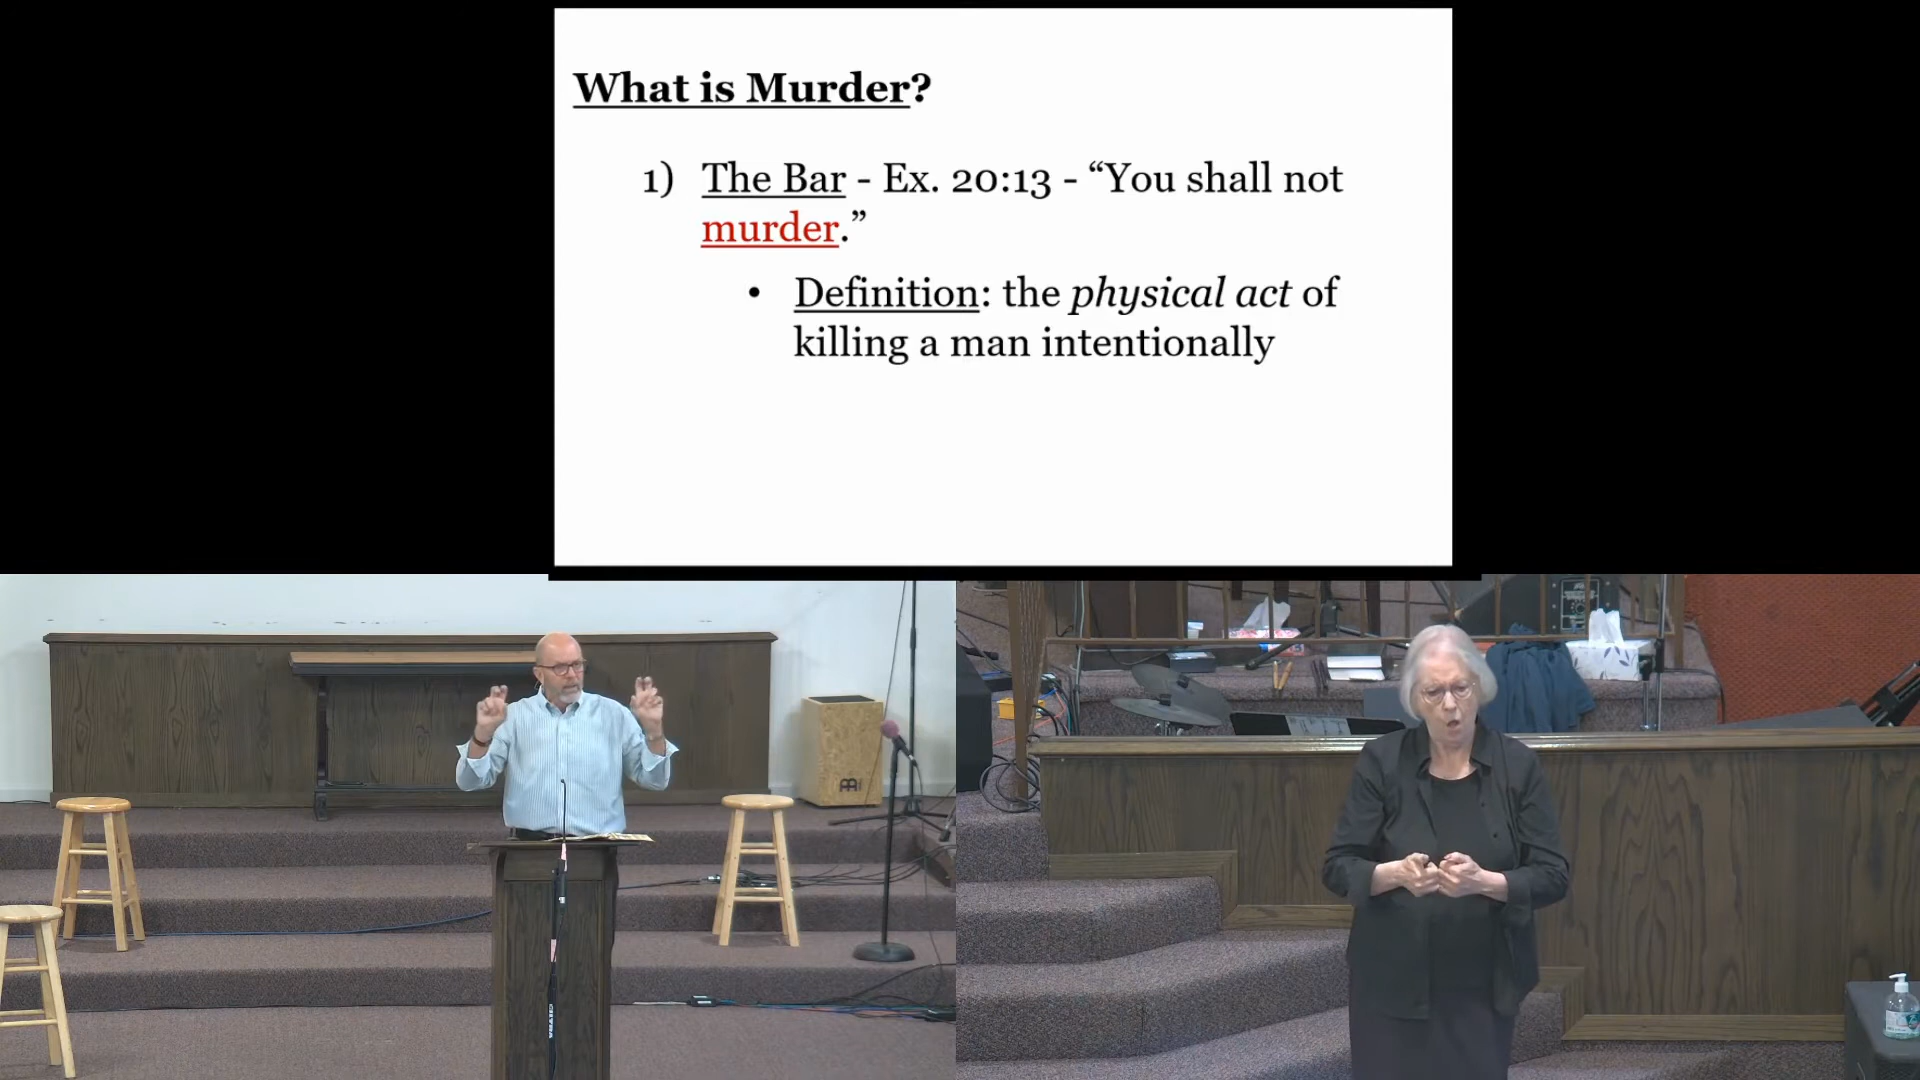 What is Murder?
1) The Bar - Ex. 20:13 - “You shall not
murder.”
• Definition: the physical act of
killing a man intentionally